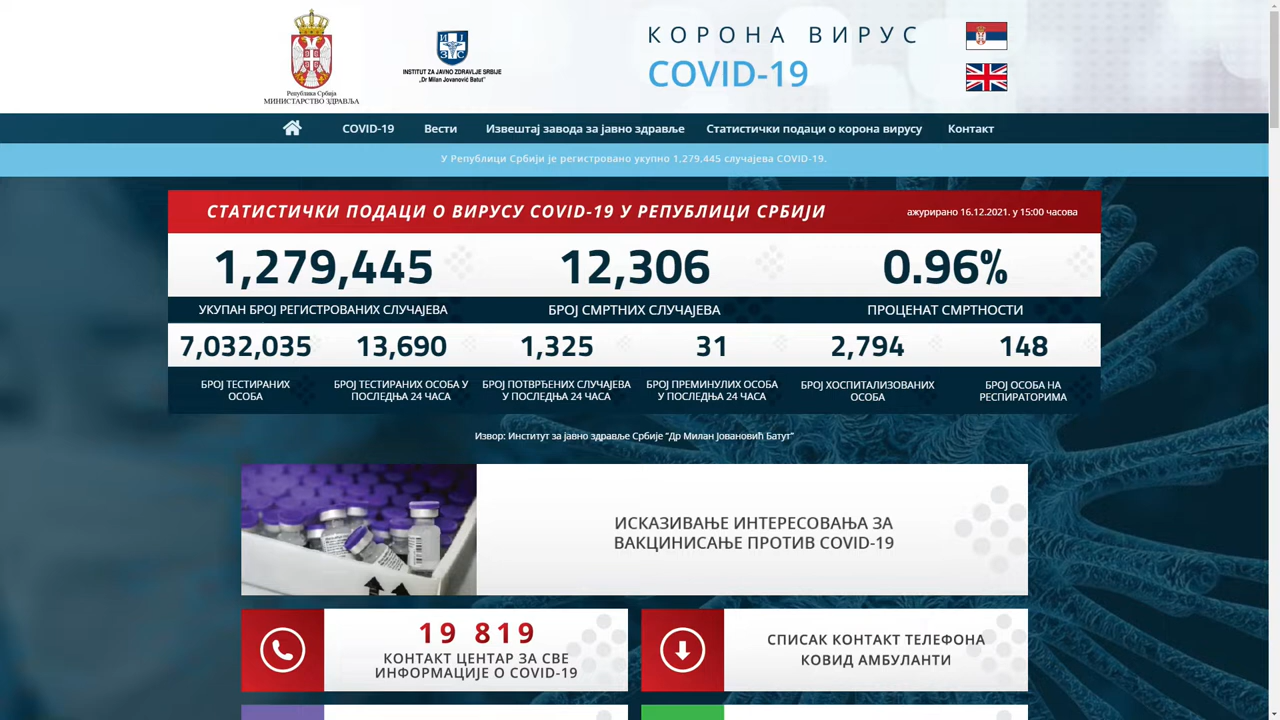 Република Србија
МИНИСТАРСТВО ЗДРАВЉА
ИЈ
ЗС
INSTITUT ZA JAVNO ZDRAVLJE SRBIJE
„Dr Milan Jovanović Batut”
КОРОНА ВИРУС
COVID-19
COVID-19 Вести Извештај завода за јавно здравље Статистички подаци о корона вирусу Контакт
У Републици Србији је регистровано укупно 1,279,445 случајева COVID-19.
СТАТИСТИЧКИ ПОДАЦИ О ВИРУСУ COVID-19 У РЕПУБЛИЦИ СРБИЈИ
ажурирано 16.12.2021. у 15:00 часова
1,279,445 12,306 0.96%
УКУПАН БРОЈ РЕГИСТРОВАНИХ СЛУЧАЈЕВА БРОЈ СМРТНИХ СЛУЧАЈЕВА ПРОЦЕНАТ СМРТНОСТИ
7,032,035 13,690 1,325 31 2,794 148
БРОЈ ТЕСТИРАНИХ
ОСОБА
БРОЈ ТЕСТИРАНИХ ОСОБА У
ПОСЛЕДЊА 24 ЧАСА
БРОЈ ПОТВРЂЕНИХ СЛУЧАЈЕВА
У ПОСЛЕДЊА 24 ЧАСА
БРОЈ ПРЕМИНУЛИХ ОСОБА
У ПОСЛЕДЊА 24 ЧАСА
БРОЈ ХОСПИТАЛИЗОВАНИХ
ОСОБА
БРОЈ ОСОБА НА
РЕСПИРАТОРИМА
Извор: Институт за јавно здравље Србије "Др Милан Јовановић Батут"
ИСКАЗИВАЊЕ ИНТЕРЕСОВАЊА ЗА
ВАКЦИНИСАЊЕ ПРОТИВ COVID-19
19 819
КОНТАКТ ЦЕНТАР ЗА СВЕ
ИНФОРМАЦИЈЕ О COVID-19
СПИСАК КОНТАКТ ТЕЛЕФОНА
КОВИД АМБУЛАНТИ